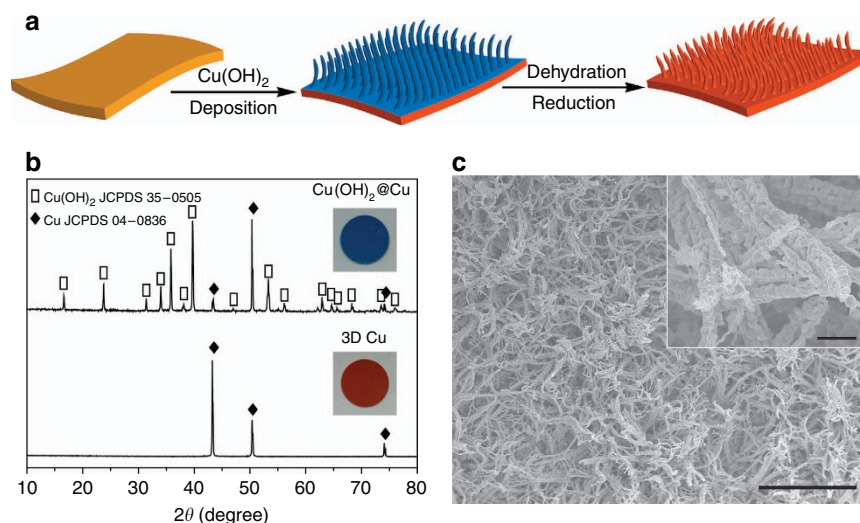 a
Cu(OH)₂
Deposition
Dehydration
Reduction
b
Cu(OH)₂ JCPDS 35–0505
Cu(OH)₂@Cu
Cu JCPDS 04–0836
3D Cu
10 20 30 40 50 60 70 80
2θ (degree)
c